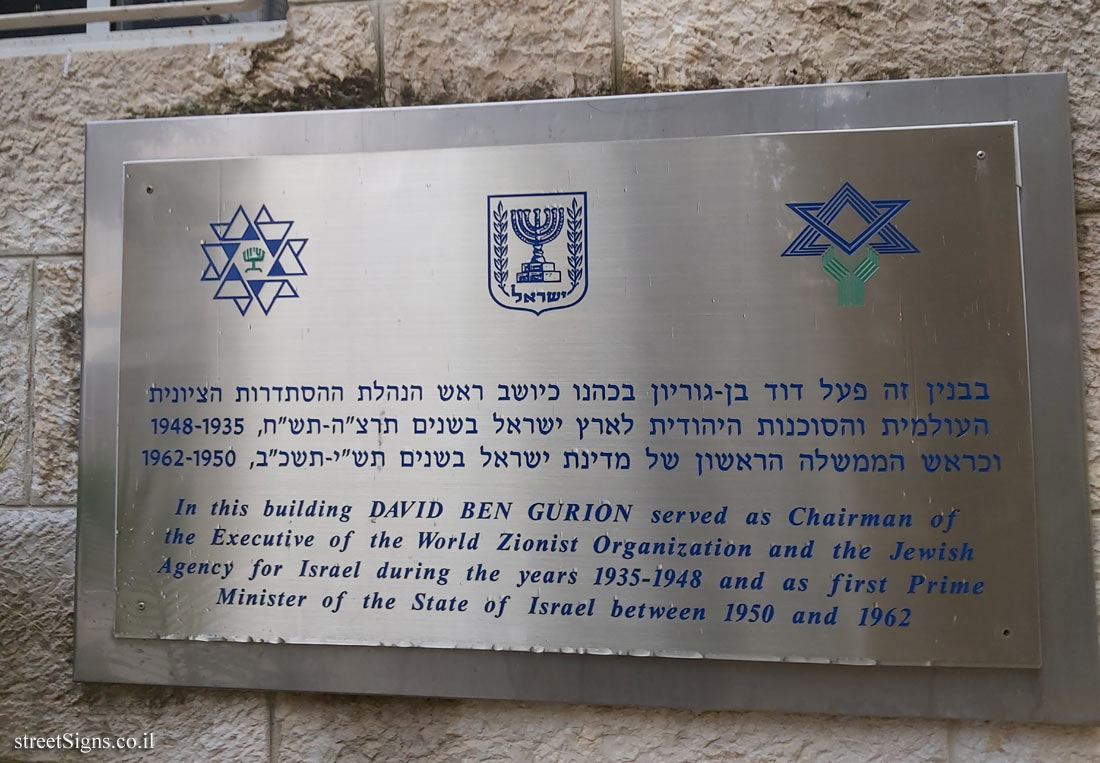 ישראל
בבנין זה פעל דוד בן-גוריון בכהנו כיושב ראש הנהלת ההסתדרות הציונית
העולמית והסוכנות היהודית לארץ ישראל בשנים תרצ"ה-תש"ח, 1948-1935
וכראש הממשלה הראשון של מדינת ישראל בשנים תש"י-תשכ"ב, 1962-1950
In this building DAVID BEN GURION served as Chairman of
the Executive of the World Zionist Organization and the Jewish
Agency for Israel during the years 1935-1948 and as first Prime
Minister of the State of Israel between 1950 and 1962
streetSigns.co.il